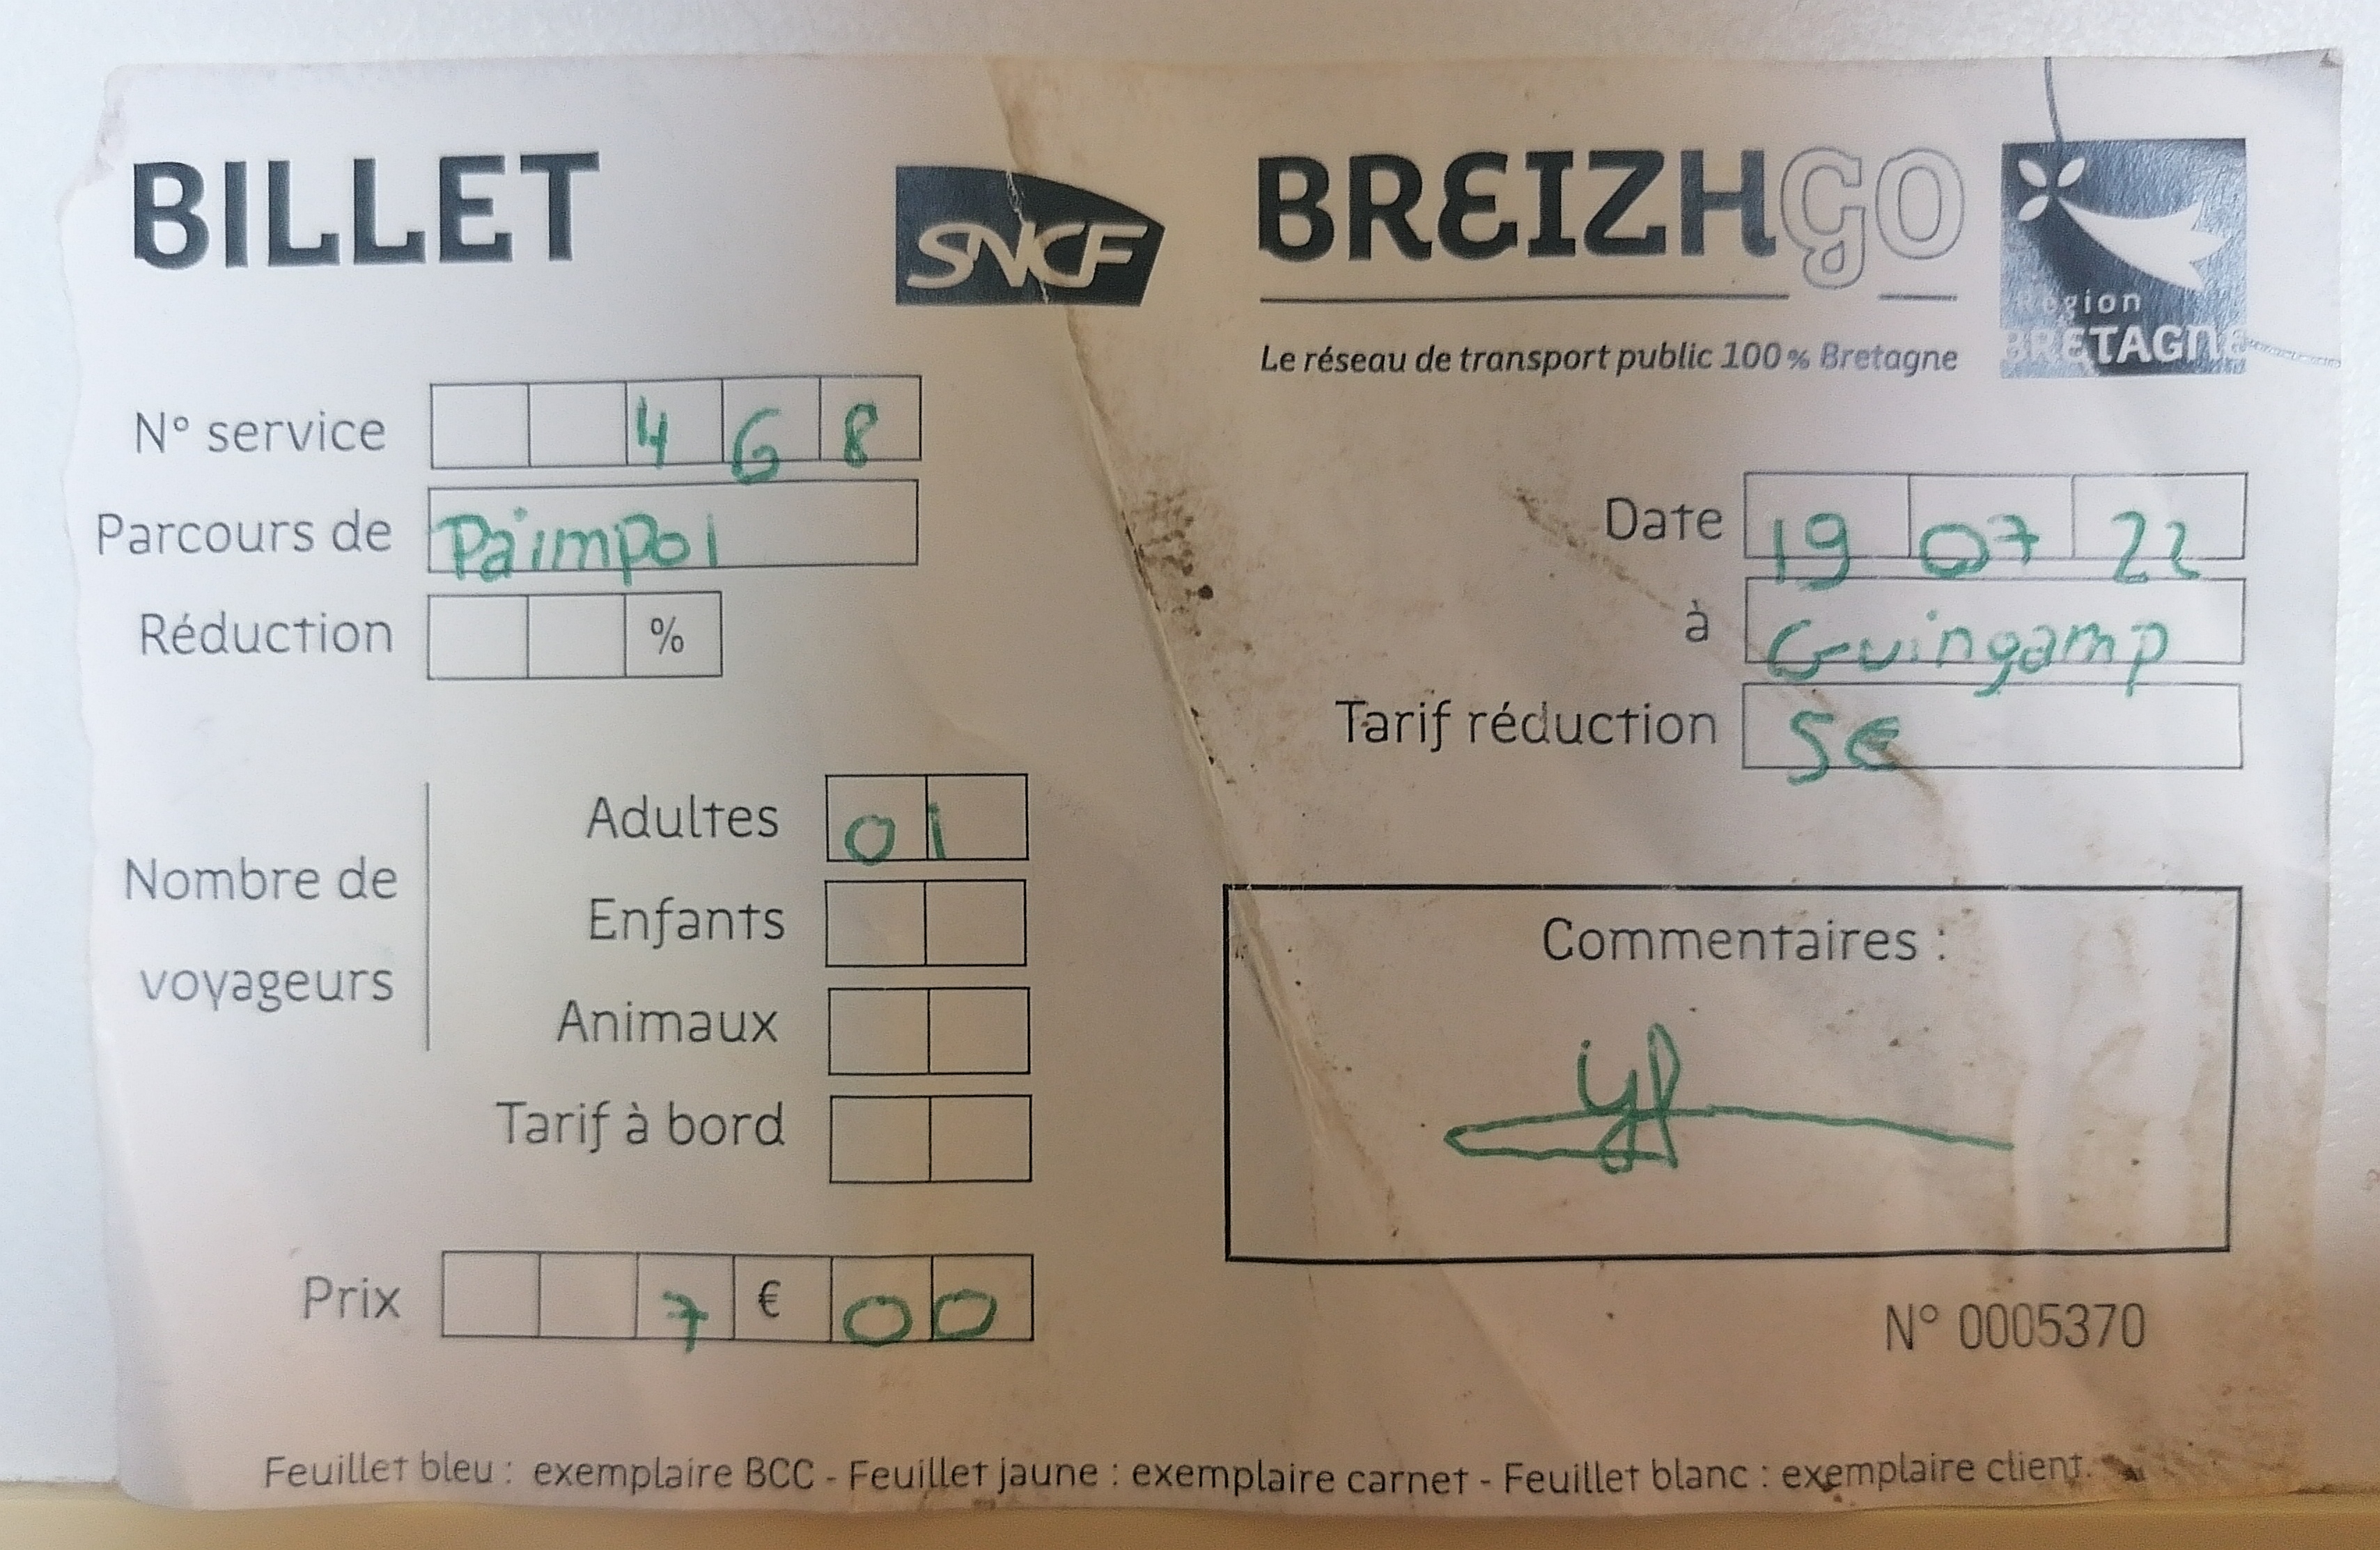 BILLET
SNCF
BREIZHGO
Région
BRETAGNE
Le réseau de transport public 100% Bretagne
N° service 468
Date 19 07 22
Parcours de Paimpol
à Guingamp
Réduction %
Tarif réduction 5€
Nombre de voyageurs
Adultes 01
Enfants
Animaux
Tarif à bord
Commentaires :
Prix 7 € 00
N° 0005370
Feuillet bleu : exemplaire BCC - Feuillet jaune : exemplaire carnet - Feuillet blanc : exemplaire client.